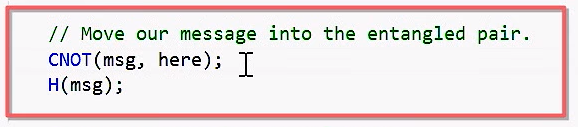 // Move our message into the entangled pair.
CNOT(msg, here);
H(msg);